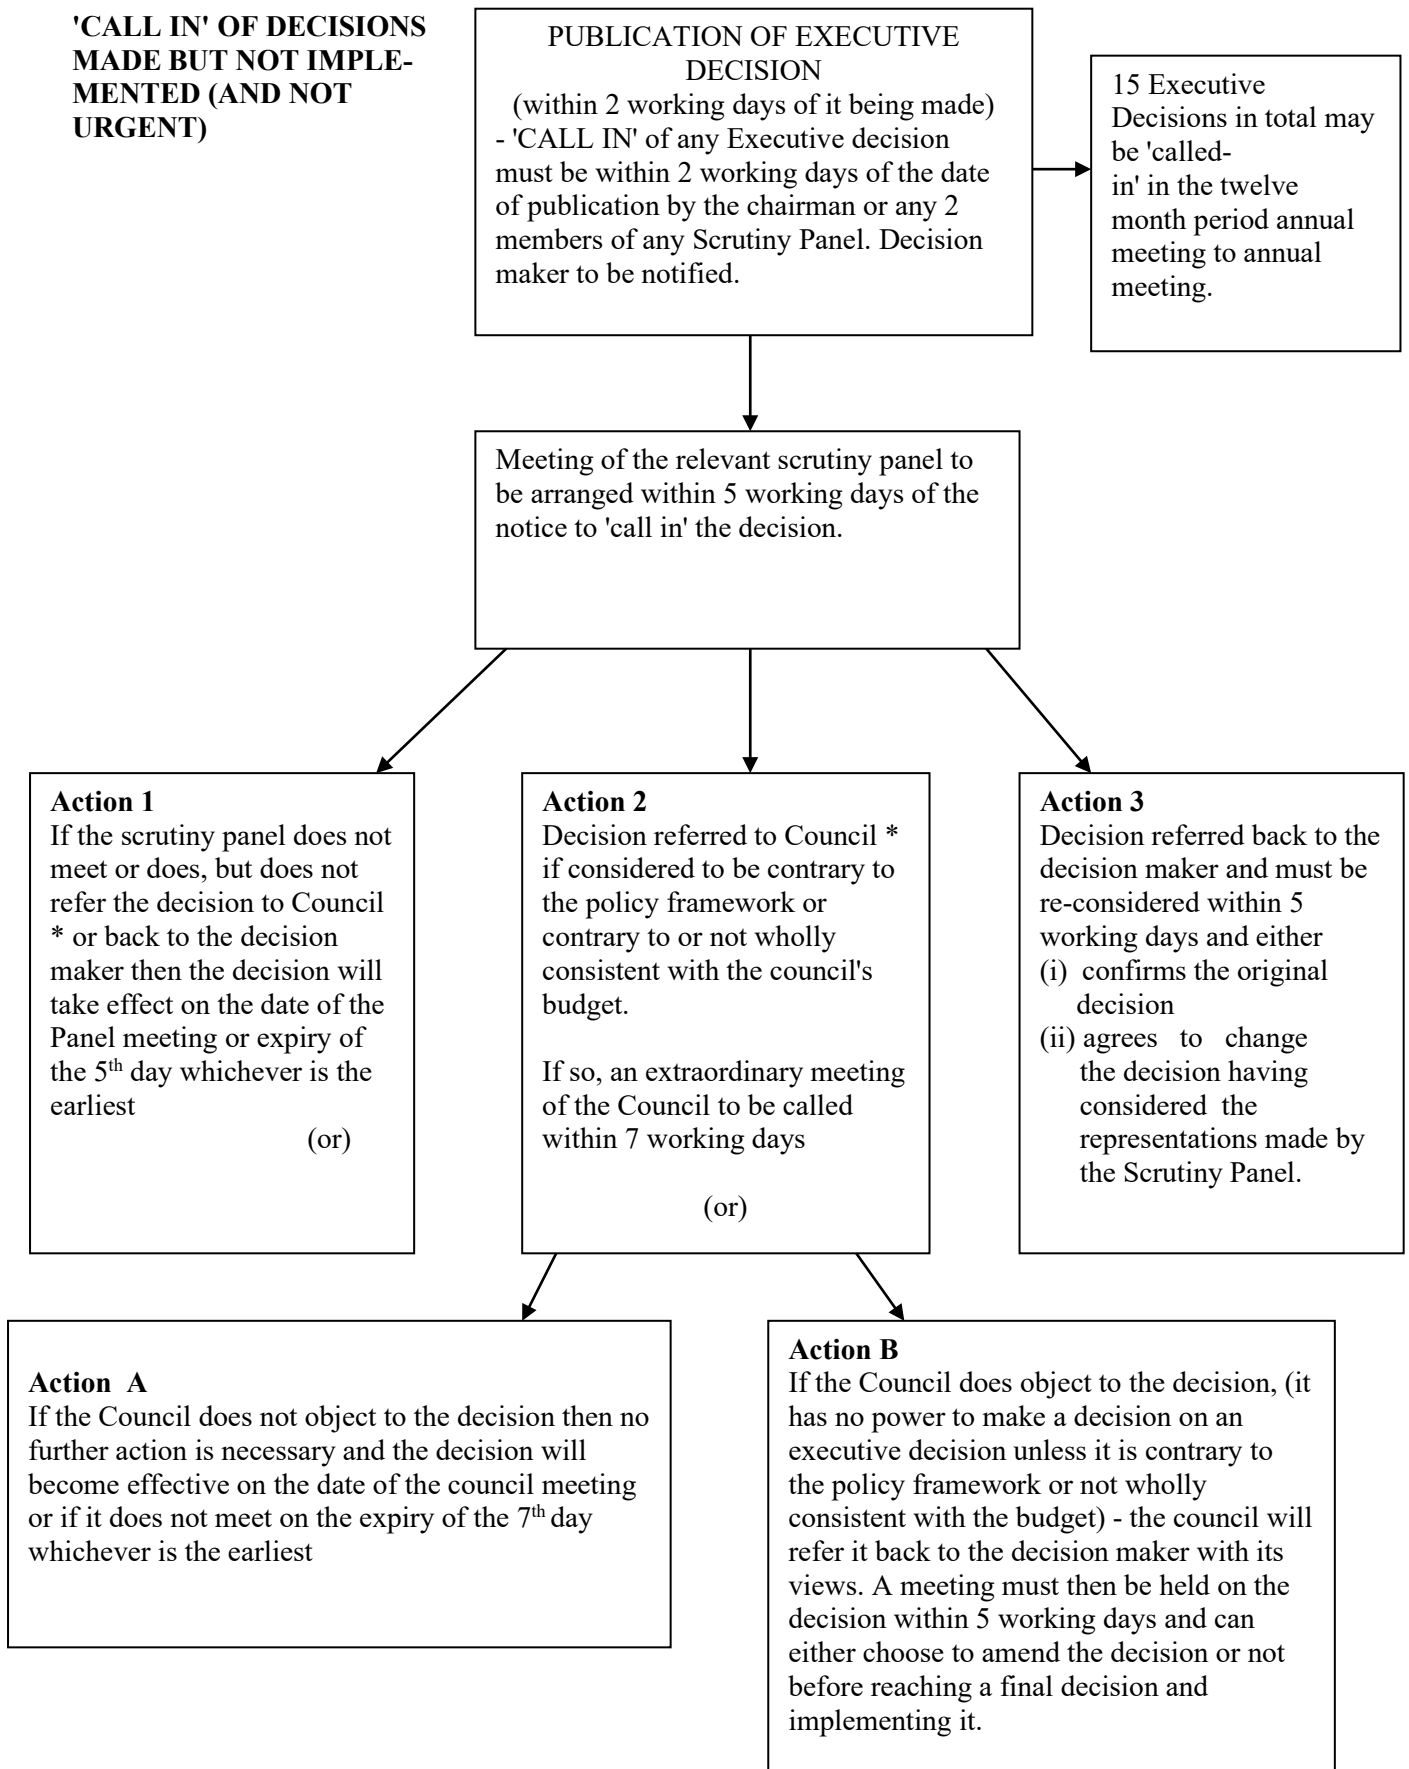 'CALL IN' OF DECISIONS
MADE BUT NOT IMPLE-
MENTED (AND NOT
URGENT)
PUBLICATION OF EXECUTIVE
DECISION
(within 2 working days of it being made)
- 'CALL IN' of any Executive decision
must be within 2 working days of the date
of publication by the chairman or any 2
members of any Scrutiny Panel. Decision
maker to be notified.
15 Executive
Decisions in total may
be 'called-
in' in the twelve
month period annual
meeting to annual
meeting.
Meeting of the relevant scrutiny panel to
be arranged within 5 working days of the
notice to 'call in' the decision.
Action 1
If the scrutiny panel does not
meet or does, but does not
refer the decision to Council
* or back to the decision
maker then the decision will
take effect on the date of the
Panel meeting or expiry of
the 5th day whichever is the
earliest
(or)
Action 2
Decision referred to Council *
if considered to be contrary to
the policy framework or
contrary to or not wholly
consistent with the council's
budget.
If so, an extraordinary meeting
of the Council to be called
within 7 working days
(or)
Action 3
Decision referred back to the
decision maker and must be
re-considered within 5
working days and either
(i) confirms the original
decision
(ii) agrees to change
the decision having
considered the
representations made by
the Scrutiny Panel.
Action A
If the Council does not object to the decision then no
further action is necessary and the decision will
become effective on the date of the council meeting
or if it does not meet on the expiry of the 7th day
whichever is the earliest
Action B
If the Council does object to the decision, (it
has no power to make a decision on an
executive decision unless it is contrary to
the policy framework or not wholly
consistent with the budget) - the council will
refer it back to the decision maker with its
views. A meeting must then be held on the
decision within 5 working days and can
either choose to amend the decision or not
before reaching a final decision and
implementing it.